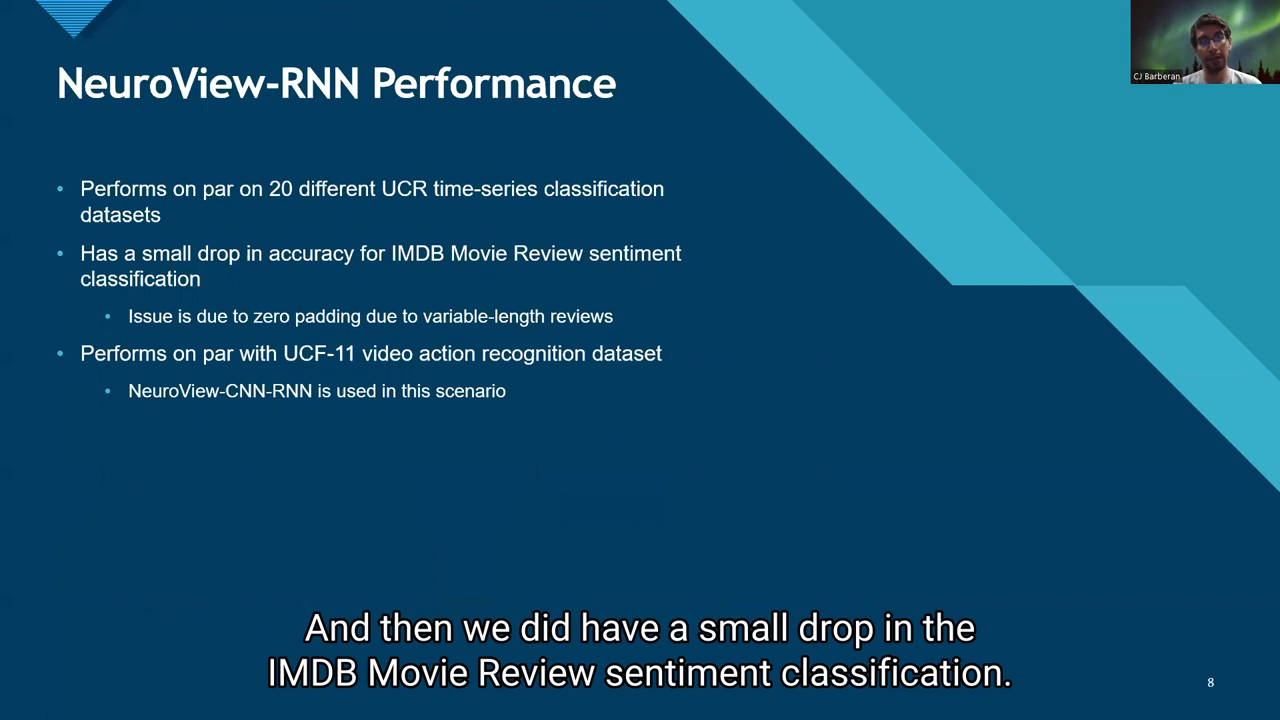 NeuroView-RNN Performance
CJ Barberan
• Performs on par on 20 different UCR time-series classification
datasets
• Has a small drop in accuracy for IMDB Movie Review sentiment
classification
• Issue is due to zero padding due to variable-length reviews
• Performs on par with UCF-11 video action recognition dataset
• NeuroView-CNN-RNN is used in this scenario
And then we did have a small drop in the
IMDB Movie Review sentiment classification.
8